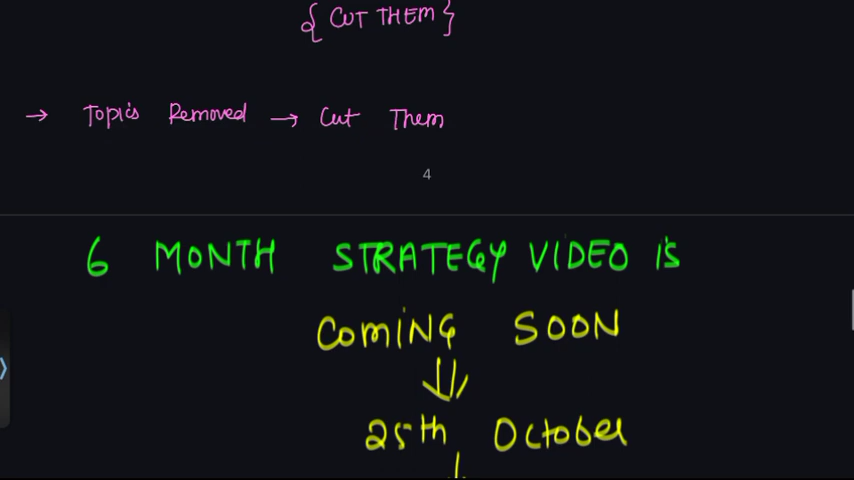 {CUT THEM}
→ Topics Removed → Cut Them
4
6 MONTH STRATEGY VIDEO is
COMING SOON
25th October